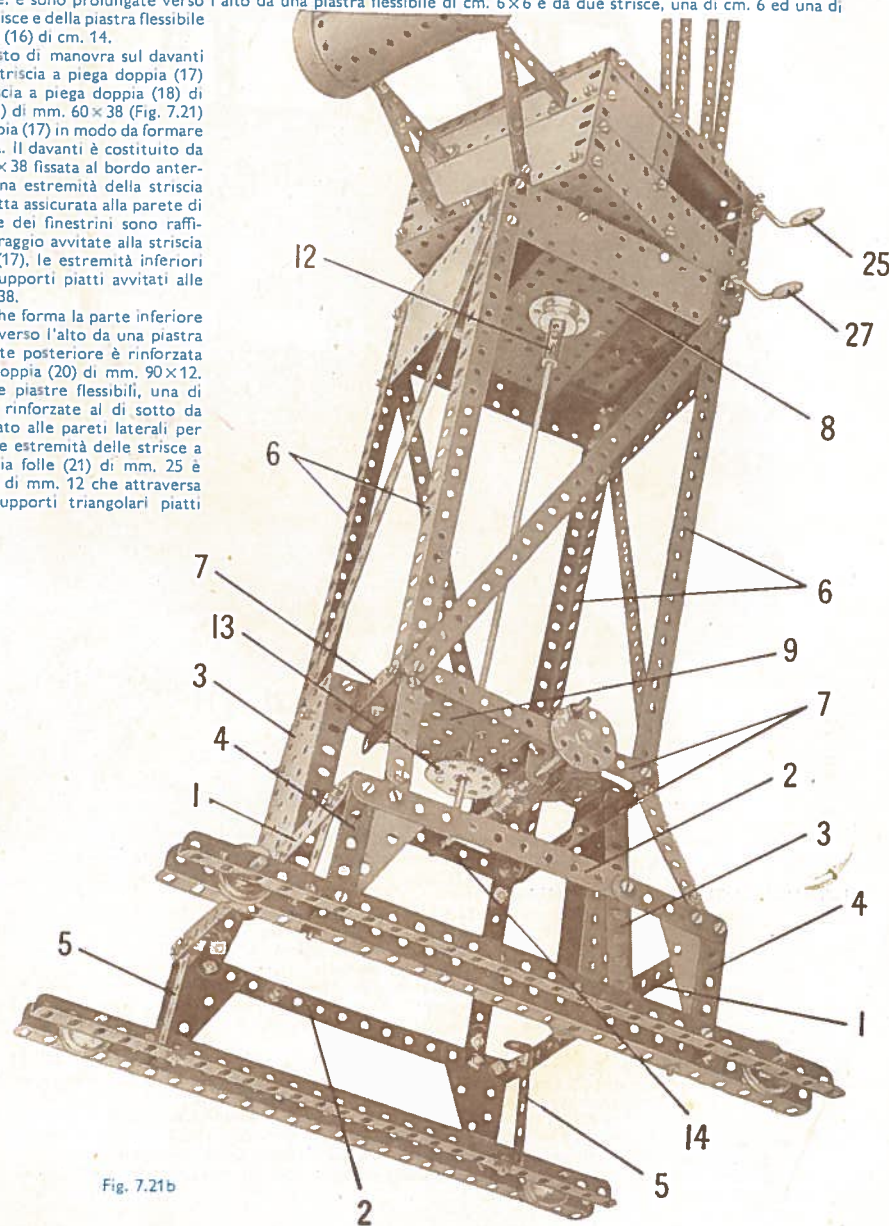 e. e sono prolungate verso l'alto da una piastra flessibile di cm. 6×6 e da due strisce, una di cm. 6 ed una di
isce e della piastra flessibile
(16) di cm. 14.
sto di manovra sul davanti
triscia a piega doppia (17)
scia a piega doppia (18) di
) di mm. 60×38 (Fig. 7.21)
pia (17) in modo da formare
.. Il davanti è costituito da
×38 fissata al bordo anter-
na estremità della striscia
tta assicurata alla parete di
e dei finestrini sono raffi-
raggio avvitate alla striscia
(17), le estremità inferiori
upporti piatti avvitati alle
38.
he forma la parte inferiore
verso l'alto da una piastra
te posteriore è rinforzata
oppia (20) di mm. 90×12.
e piastre flessibili, una di
rinforzate al di sotto da
ato alle pareti laterali per
e estremità delle strisce a
ia folle (21) di mm. 25 è
di mm. 12 che attraversa
upporti triangolari piatti
25
12
27
8
6
6
7
13
9
3
7
4
2
1
3
4
5
1
14
5
2
Fig. 7.21b